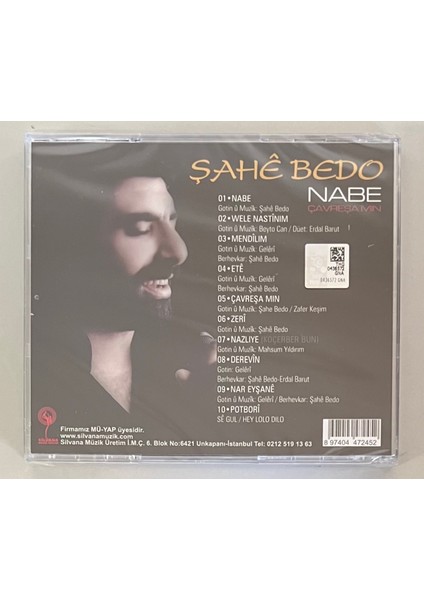 ŞAHÊ BEDO
NABE
ÇAVREŞA MIN
01 • NABE
Gotin û Muzîk: Şahê Bedo
02 • WELE NASTÎNIM
Gotin û Muzîk: Beyto Can / Düet: Erdal Barut
03 • MENDÎLIM
Gotin û Muzîk: Gelêrî
Berhevkar: Şahê Bedo
04 • ETÊ
Gotin û Muzîk: Gelêrî
Berhevkar: Şahê Bedo
05 • ÇAVREŞA MIN
Gotin û Muzîk: Şahe Bedo / Zafer Keşim
06 • ZERÎ
Gotin û Muzîk: Şahê Bedo
07 • NAZLIYE (KOÇERBER BUN)
Gotin û Muzîk: Mahsum Yıldırım
08 • DEREVÎN
Gotin: Gelêrî
Berhevkar: Şahê Bedo-Erdal Barut
09 • NAR EYŞANÊ
Gotin û Muzîk: Gelêrî / Berhevkar: Şahê Bedo
10 • POTBORÎ
SÊ GUL / HEY LOLO DILO
Firmamız MÜ-YAP üyesidir.
www.silvanamuzik.com
Silvana Müzik Üretim İ.M.Ç. 6. Blok No:6421 Unkapanı-İstanbul Tel: 0212 519 13 63
8 97404 472452